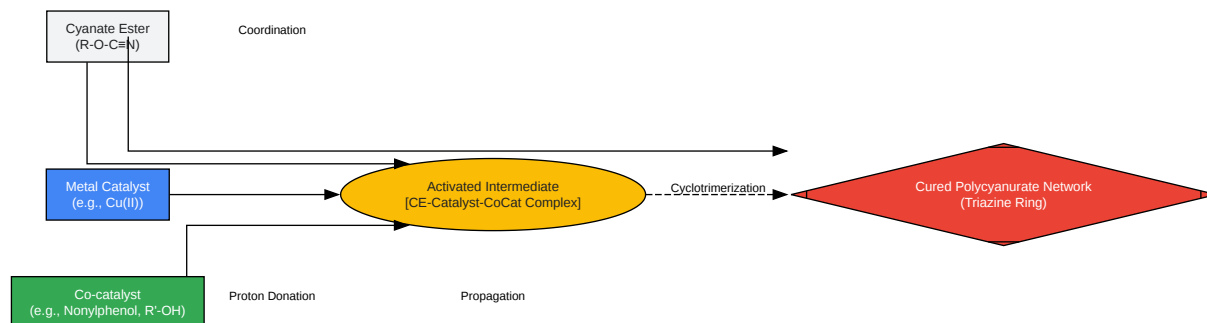 Cyanate Ester
(R-O-C≡N)
Coordination
Metal Catalyst
(e.g., Cu(II))
Activated Intermediate
[CE-Catalyst-CoCat Complex]
Cyclotrimerization
Cured Polycyanurate Network
(Triazine Ring)
Co-catalyst
(e.g., Nonylphenol, R'-OH)
Proton Donation
Propagation